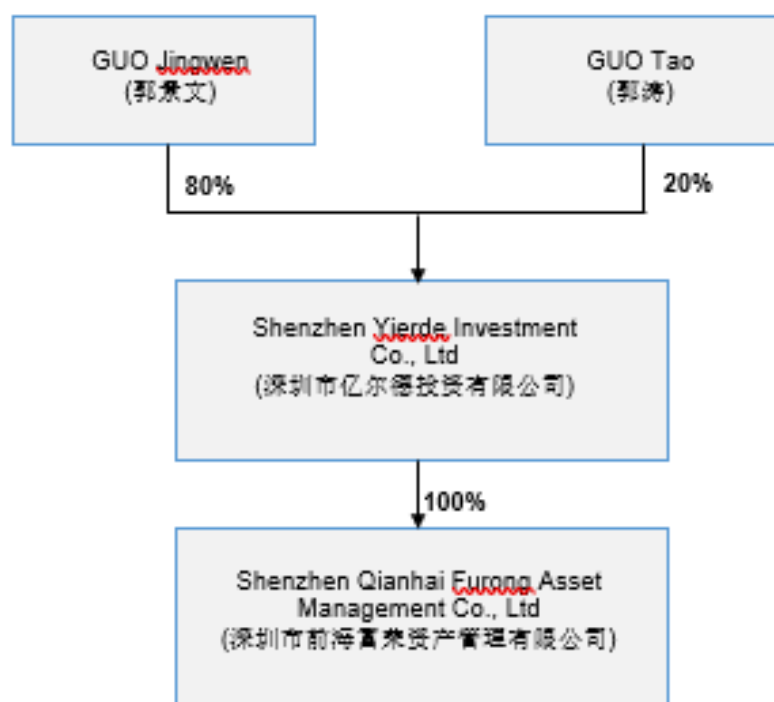 GUO Jingwen
(郭景文)
GUO Tao
(郭涛)
80%
20%
Shenzhen Yierde Investment
Co., Ltd
(深圳市亿尔德投资有限公司)
100%
Shenzhen Qianhai Furong Asset
Management Co., Ltd
(深圳市前海富荣资产管理有限公司)